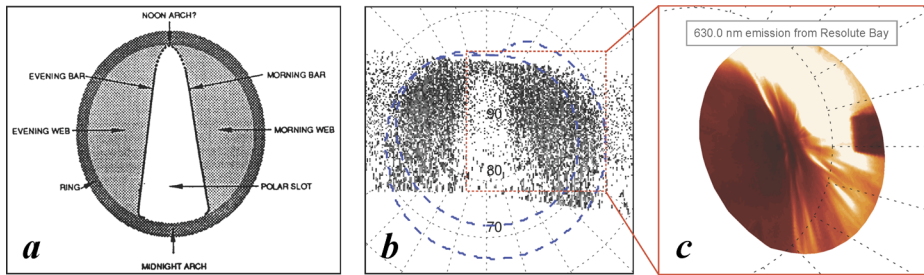 NOON ARCH?
EVENING BAR
MORNING BAR
EVENING WEB
MORNING WEB
RING
POLAR SLOT
MIDNIGHT ARCH
a
90
80
70
b
630.0 nm emission from Resolute Bay
c